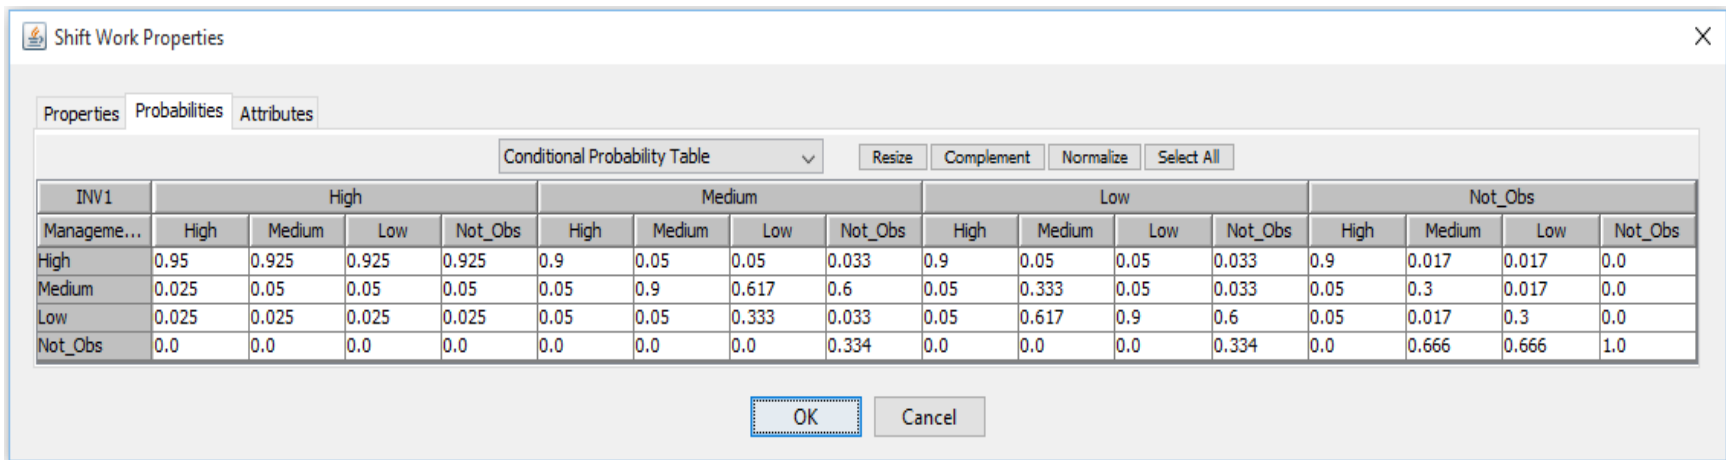 Shift Work Properties
Properties Probabilities Attributes
Conditional Probability Table Resize Complement Normalize Select All
INV1 High Medium Low Not_Obs
Manageme... High Medium Low Not_Obs High Medium Low Not_Obs High Medium Low Not_Obs High Medium Low Not_Obs
High 0.95 0.925 0.925 0.925 0.9 0.05 0.05 0.033 0.9 0.05 0.05 0.033 0.9 0.017 0.017 0.0
Medium 0.025 0.05 0.05 0.05 0.05 0.9 0.617 0.6 0.05 0.333 0.05 0.033 0.05 0.3 0.017 0.0
Low 0.025 0.025 0.025 0.025 0.05 0.05 0.333 0.033 0.05 0.617 0.9 0.6 0.05 0.017 0.3 0.0
Not_Obs 0.0 0.0 0.0 0.0 0.0 0.0 0.0 0.334 0.0 0.0 0.0 0.334 0.0 0.666 0.666 1.0
OK Cancel